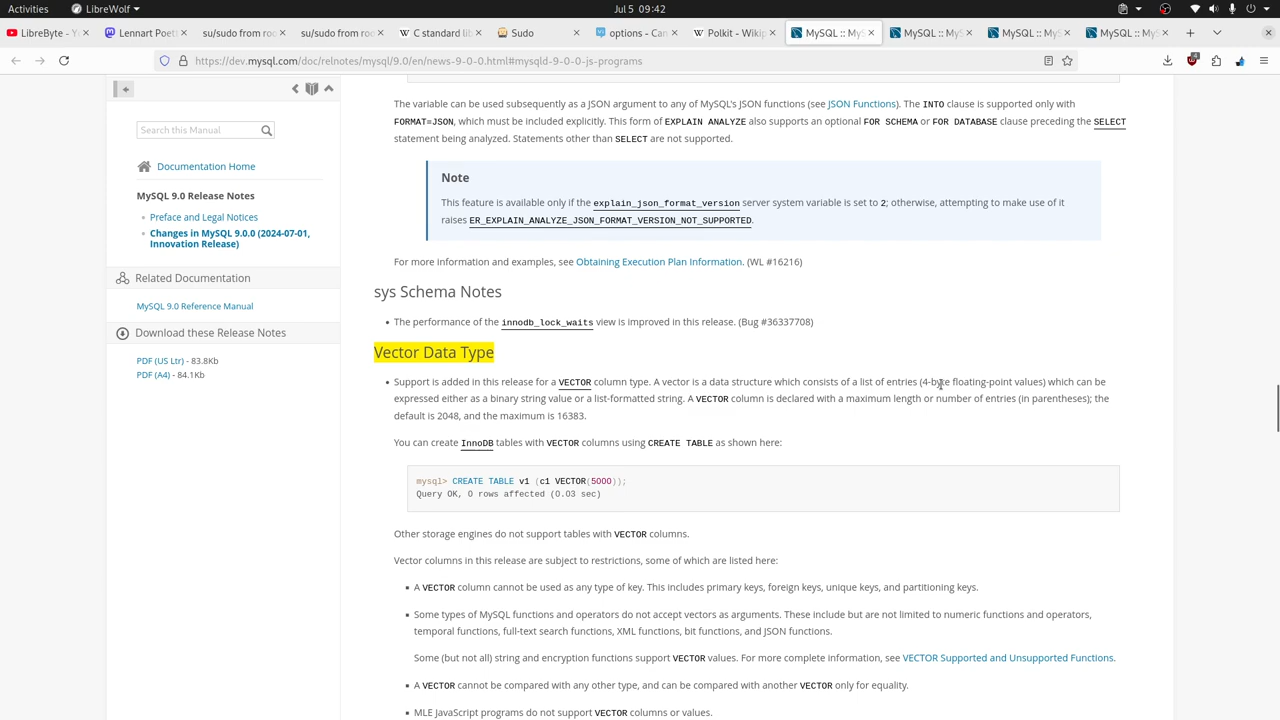 Activities
LibreWolf
Jul 5 09:42
LibreByte - Y
Lennart Poet
su/sudo from roo
su/sudo from roo
C standard lib
Sudo
options - Can
Polkit - Wikip
MySQL :: My
MySQL :: My
MySQL :: My
MySQL :: My
https://dev.mysql.com/doc/relnotes/mysql/9.0/en/news-9-0-0.html#mysqld-9-0-0-js-programs
4
Search this Manual
Documentation Home
MySQL 9.0 Release Notes
Preface and Legal Notices
Changes in MySQL 9.0.0 (2024-07-01,
Innovation Release)
Related Documentation
MySQL 9.0 Reference Manual
Download these Release Notes
PDF (US Ltr) - 83.8Kb
PDF (A4) - 84.1Kb
The variable can be used subsequently as a JSON argument to any of MySQL's JSON functions (see JSON Functions). The INTO clause is supported only with
FORMAT=JSON, which must be included explicitly. This form of EXPLAIN ANALYZE also supports an optional FOR SCHEMA or FOR DATABASE clause preceding the SELECT
statement being analyzed. Statements other than SELECT are not supported.
Note
This feature is available only if the explain_json_format_version server system variable is set to 2; otherwise, attempting to make use of it
raises ER_EXPLAIN_ANALYZE_JSON_FORMAT_VERSION_NOT_SUPPORTED.
For more information and examples, see Obtaining Execution Plan Information. (WL #16216)
sys Schema Notes
The performance of the innodb_lock_waits view is improved in this release. (Bug #36337708)
Vector Data Type
Support is added in this release for a VECTOR column type. A vector is a data structure which consists of a list of entries (4-byte floating-point values) which can be
expressed either as a binary string value or a list-formatted string. A VECTOR column is declared with a maximum length or number of entries (in parentheses); the
default is 2048, and the maximum is 16383.
You can create InnoDB tables with VECTOR columns using CREATE TABLE as shown here:
mysql> CREATE TABLE v1 (c1 VECTOR(5000));
Query OK, 0 rows affected (0.03 sec)
Other storage engines do not support tables with VECTOR columns.
Vector columns in this release are subject to restrictions, some of which are listed here:
A VECTOR column cannot be used as any type of key. This includes primary keys, foreign keys, unique keys, and partitioning keys.
Some types of MySQL functions and operators do not accept vectors as arguments. These include but are not limited to numeric functions and operators,
temporal functions, full-text search functions, XML functions, bit functions, and JSON functions.
Some (but not all) string and encryption functions support VECTOR values. For more complete information, see VECTOR Supported and Unsupported Functions.
A VECTOR cannot be compared with any other type, and can be compared with another VECTOR only for equality.
MLE JavaScript programs do not support VECTOR columns or values.